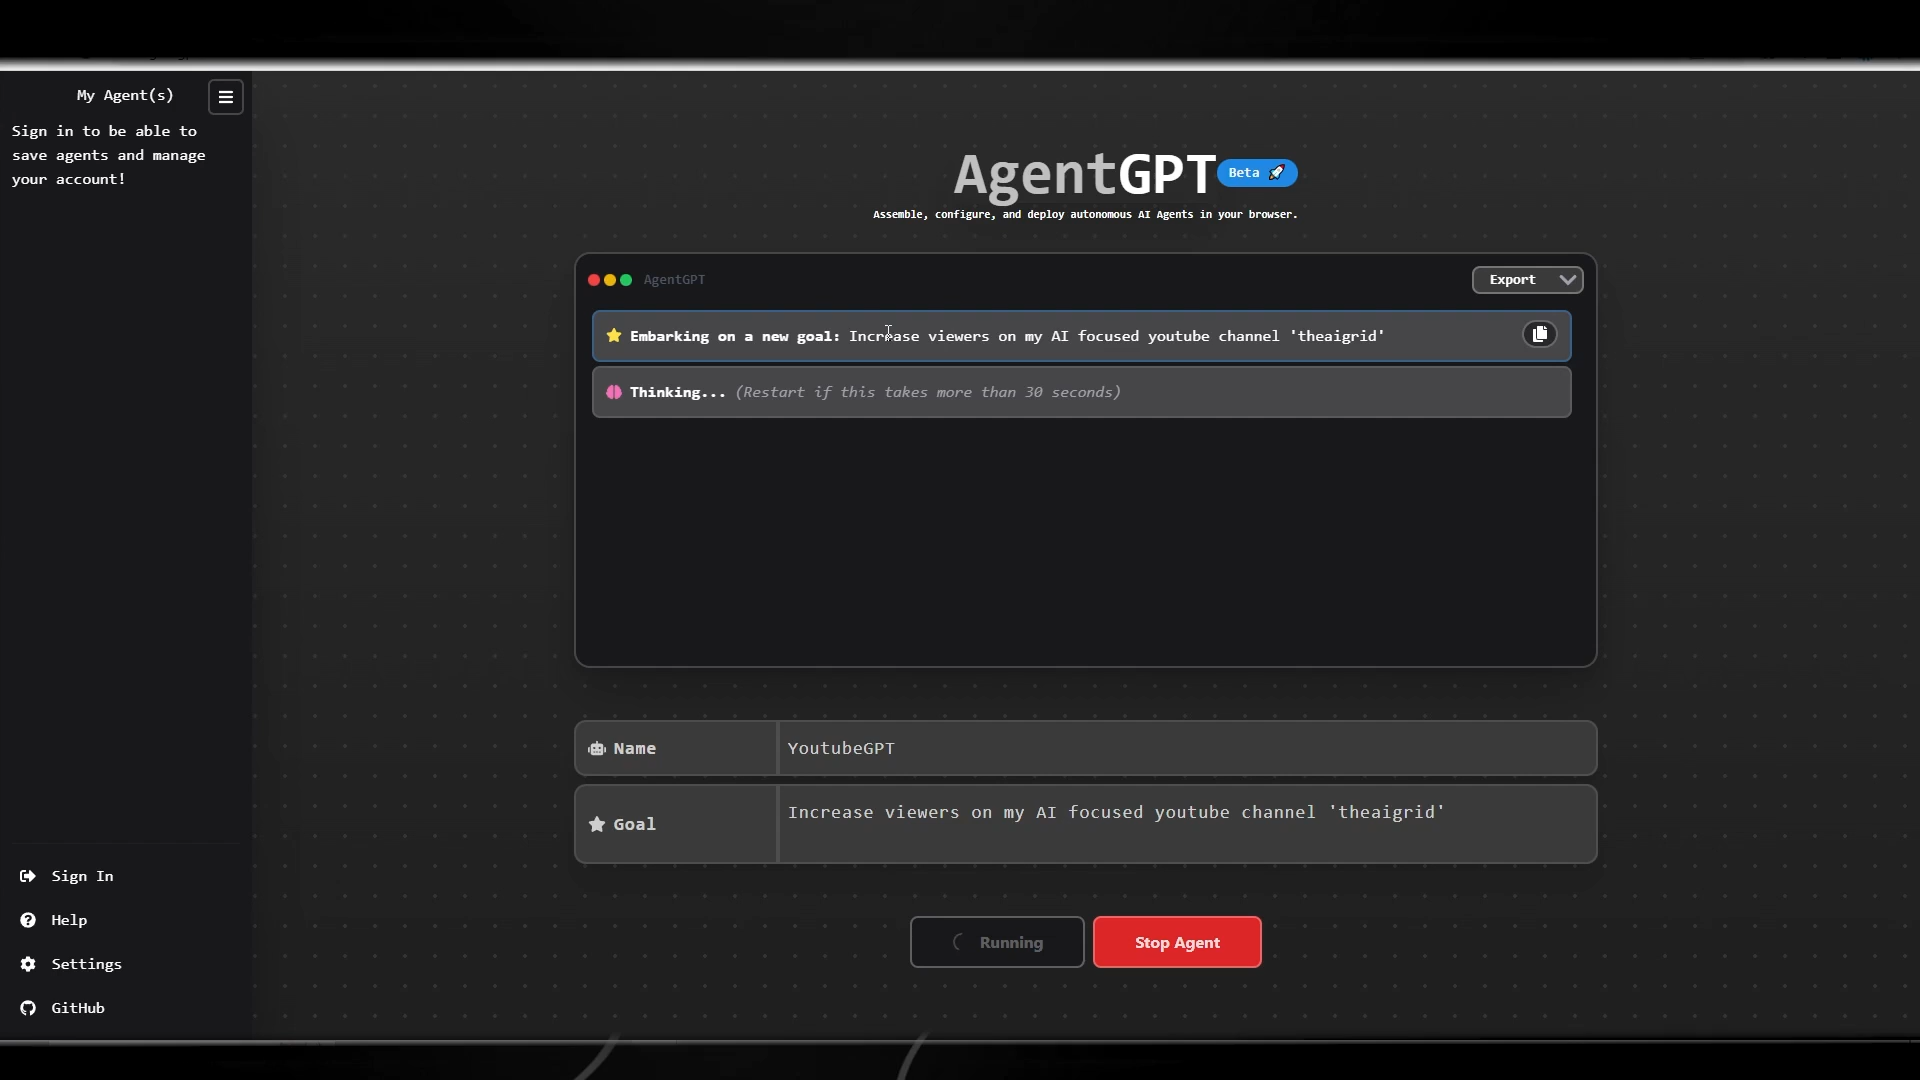 My Agent(s)
Sign in to be able to
save agents and manage
your account!
AgentGPT
Beta
Assemble, configure, and deploy autonomous AI Agents in your browser.
AgentGPT
Export
Embarking on a new goal: Increase viewers on my AI focused youtube channel 'theaigrid'
Thinking... (Restart if this takes more than 30 seconds)
Name
YoutubeGPT
Goal
Increase viewers on my AI focused youtube channel 'theaigrid'
Running
Stop Agent
Sign In
Help
Settings
GitHub